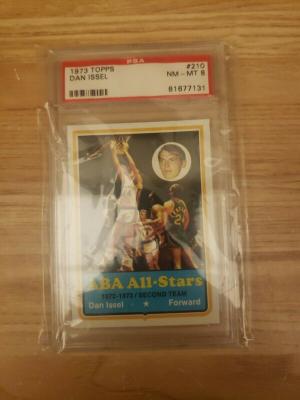 PSA
1973 TOPPS #210
DAN ISSEL NM - MT 8
81677131
ABA All-Stars
1972-1973 / SECOND TEAM
Dan Issel ★ Forward